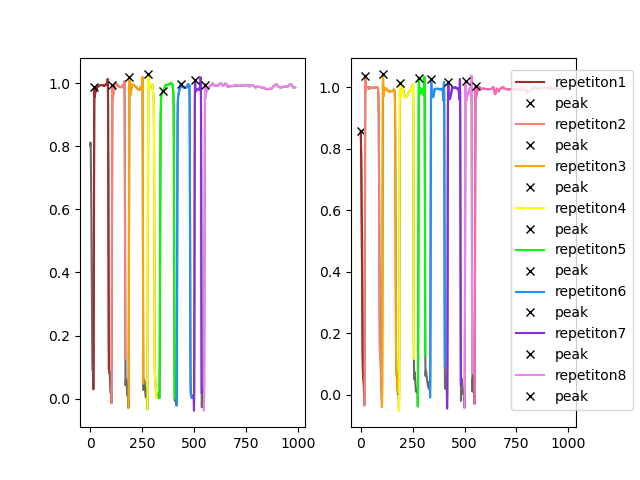 1.0
0.8
0.6
0.4
0.2
0.0
0 250 500 750 1000
1.0
0.8
0.6
0.4
0.2
0.0
0 250 500 750 1000
repetiton1
peak
repetiton2
peak
repetiton3
peak
repetiton4
peak
repetiton5
peak
repetiton6
peak
repetiton7
peak
repetiton8
peak